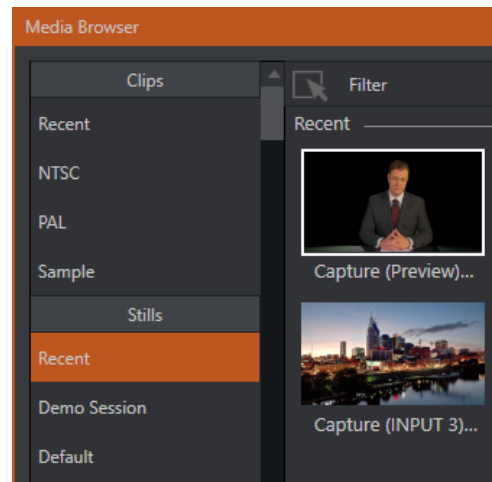 Media Browser
Clips
Recent
NTSC
PAL
Sample
Stills
Recent
Demo Session
Default
Filter
Recent
Capture (Preview)...
Capture (INPUT 3)...